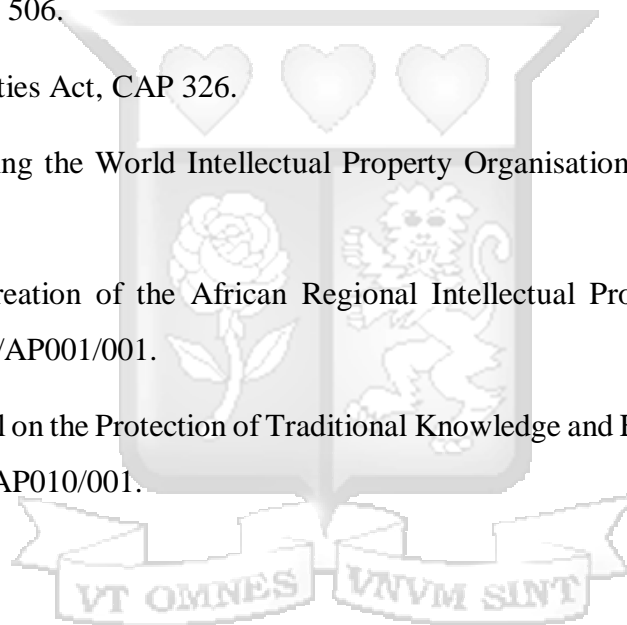 506.
ties Act, CAP 326.
ing the World Intellectual Property Organisation
reation of the African Regional Intellectual Pro
/AP001/001.
l on the Protection of Traditional Knowledge and E
AP010/001.
VT OMNES VNVM SINT